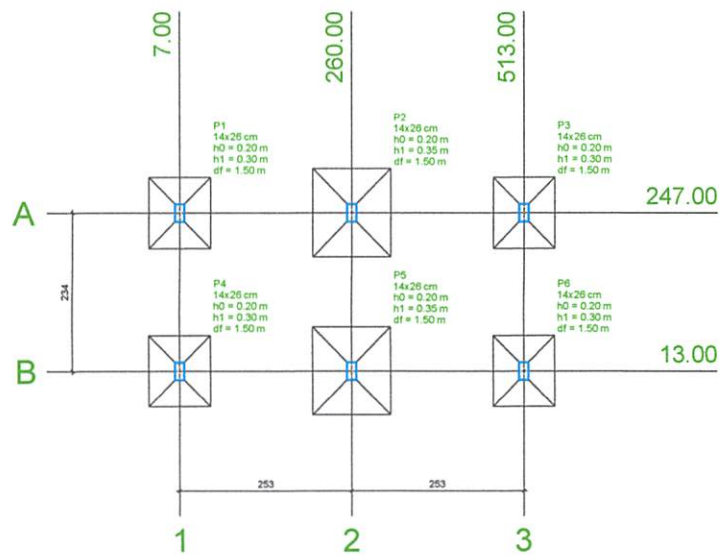 7.00
260.00
513.00
P1
14x26 cm
h0 = 0.20 m
h1 = 0.30 m
df = 1.50 m
P2
14x26 cm
h0 = 0.20 m
h1 = 0.35 m
df = 1.50 m
P3
14x26 cm
h0 = 0.20 m
h1 = 0.30 m
df = 1.50 m
A
247.00
234
P4
14x26 cm
h0 = 0.20 m
h1 = 0.30 m
df = 1.50 m
P5
14x26 cm
h0 = 0.20 m
h1 = 0.35 m
df = 1.50 m
P6
14x26 cm
h0 = 0.20 m
h1 = 0.30 m
df = 1.50 m
B
13.00
253
253
1
2
3